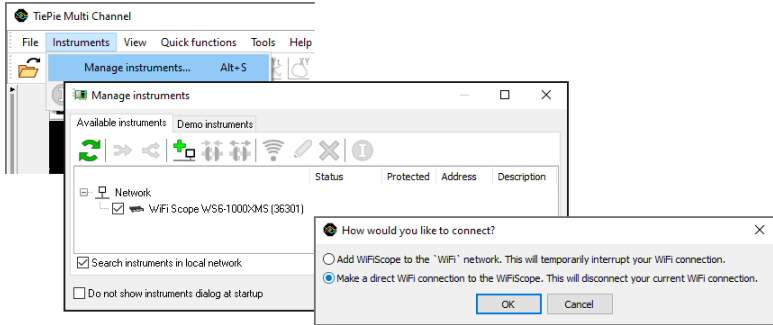 TiePie Multi Channel
File Instruments View Quick functions Tools Help
Manage instruments... Alt+S
Manage instruments
Available instruments Demo instruments
Status Protected Address Description
Network
WiFi Scope WS6-1000XMS (36301)
Search instruments in local network
Do not show instruments dialog at startup
How would you like to connect?
Add WiFiScope to the `WiFi` network. This will temporarily interrupt your WiFi connection.
Make a direct WiFi connection to the WiFiScope. This will disconnect your current WiFi connection.
OK Cancel